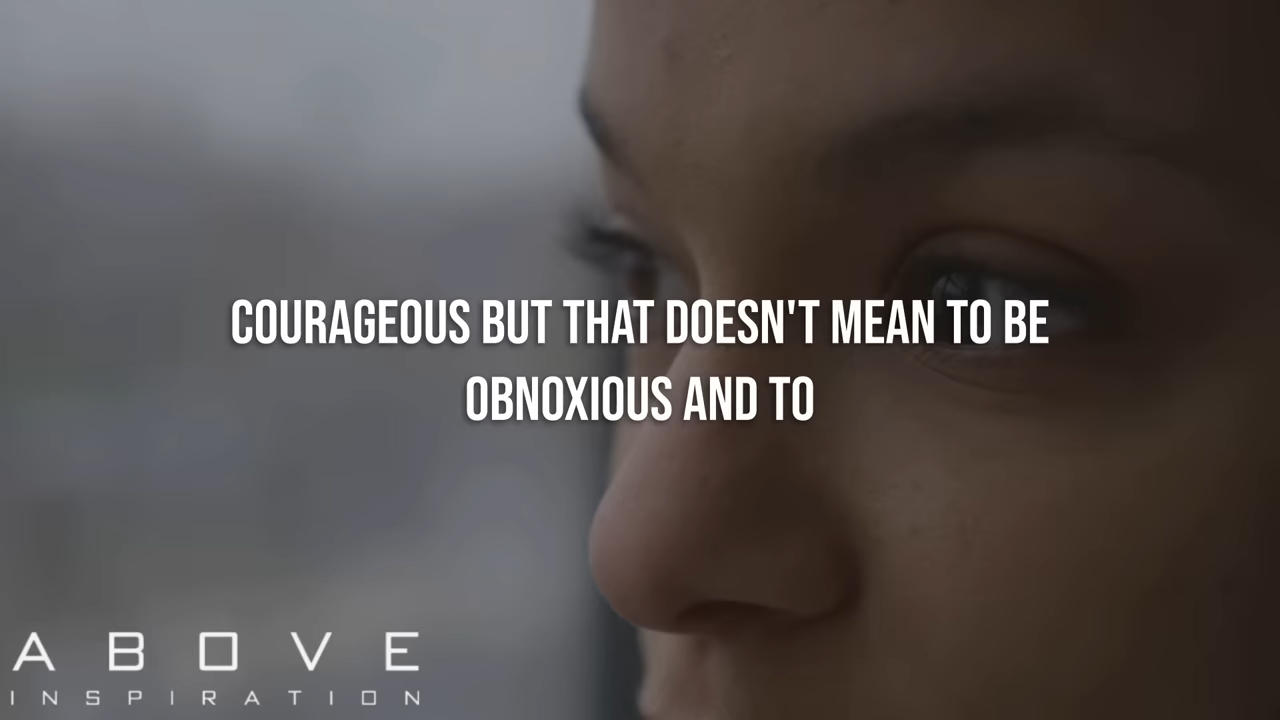 COURAGEOUS BUT THAT DOESN'T MEAN TO BE
OBNOXIOUS AND TO
ABOVE
INSPIRATION